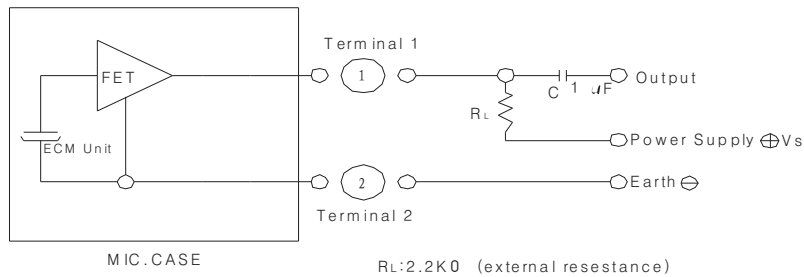 Terminal 1
FET
1
C 1 uF
Output
RL
ECM Unit
Power Supply ⊕Vs
2
Earth ⊖
Terminal 2
MIC.CASE
RL:2.2K0 (external resestance)